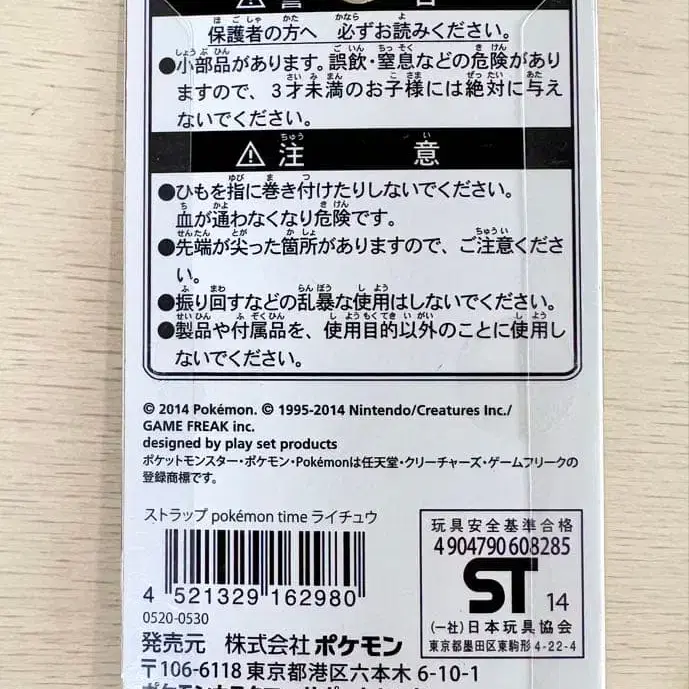 ⚠ 警 告
保護者の方へ 必ずお読みください。
●小部品があります。誤飲・窒息などの危険があり
ますので、3才未満のお子様には絶対に与え
ないでください。
⚠ 注 意
●ひもを指に巻き付けたりしないでください。
血が通わなくなり危険です。
●先端が尖った箇所がありますので、ご注意くださ
い。
●振り回すなどの乱暴な使用はしないでください。
●製品や付属品を、使用目的以外のことに使用し
ないでください。
© 2014 Pokémon. © 1995-2014 Nintendo/Creatures Inc./
GAME FREAK inc.
designed by play set products
ポケットモンスター・ポケモン・Pokémonは任天堂・クリーチャーズ・ゲームフリークの
登録商標です。
ストラップ pokémon time ライチュウ
4 521329 162980
0520-0530
玩具安全基準合格
4904790608285
ST 14
(一社)日本玩具協会
東京都墨田区東駒形4-22-4
発売元 株式会社 ポケモン
〒106-6118 東京都港区六本木6-10-1